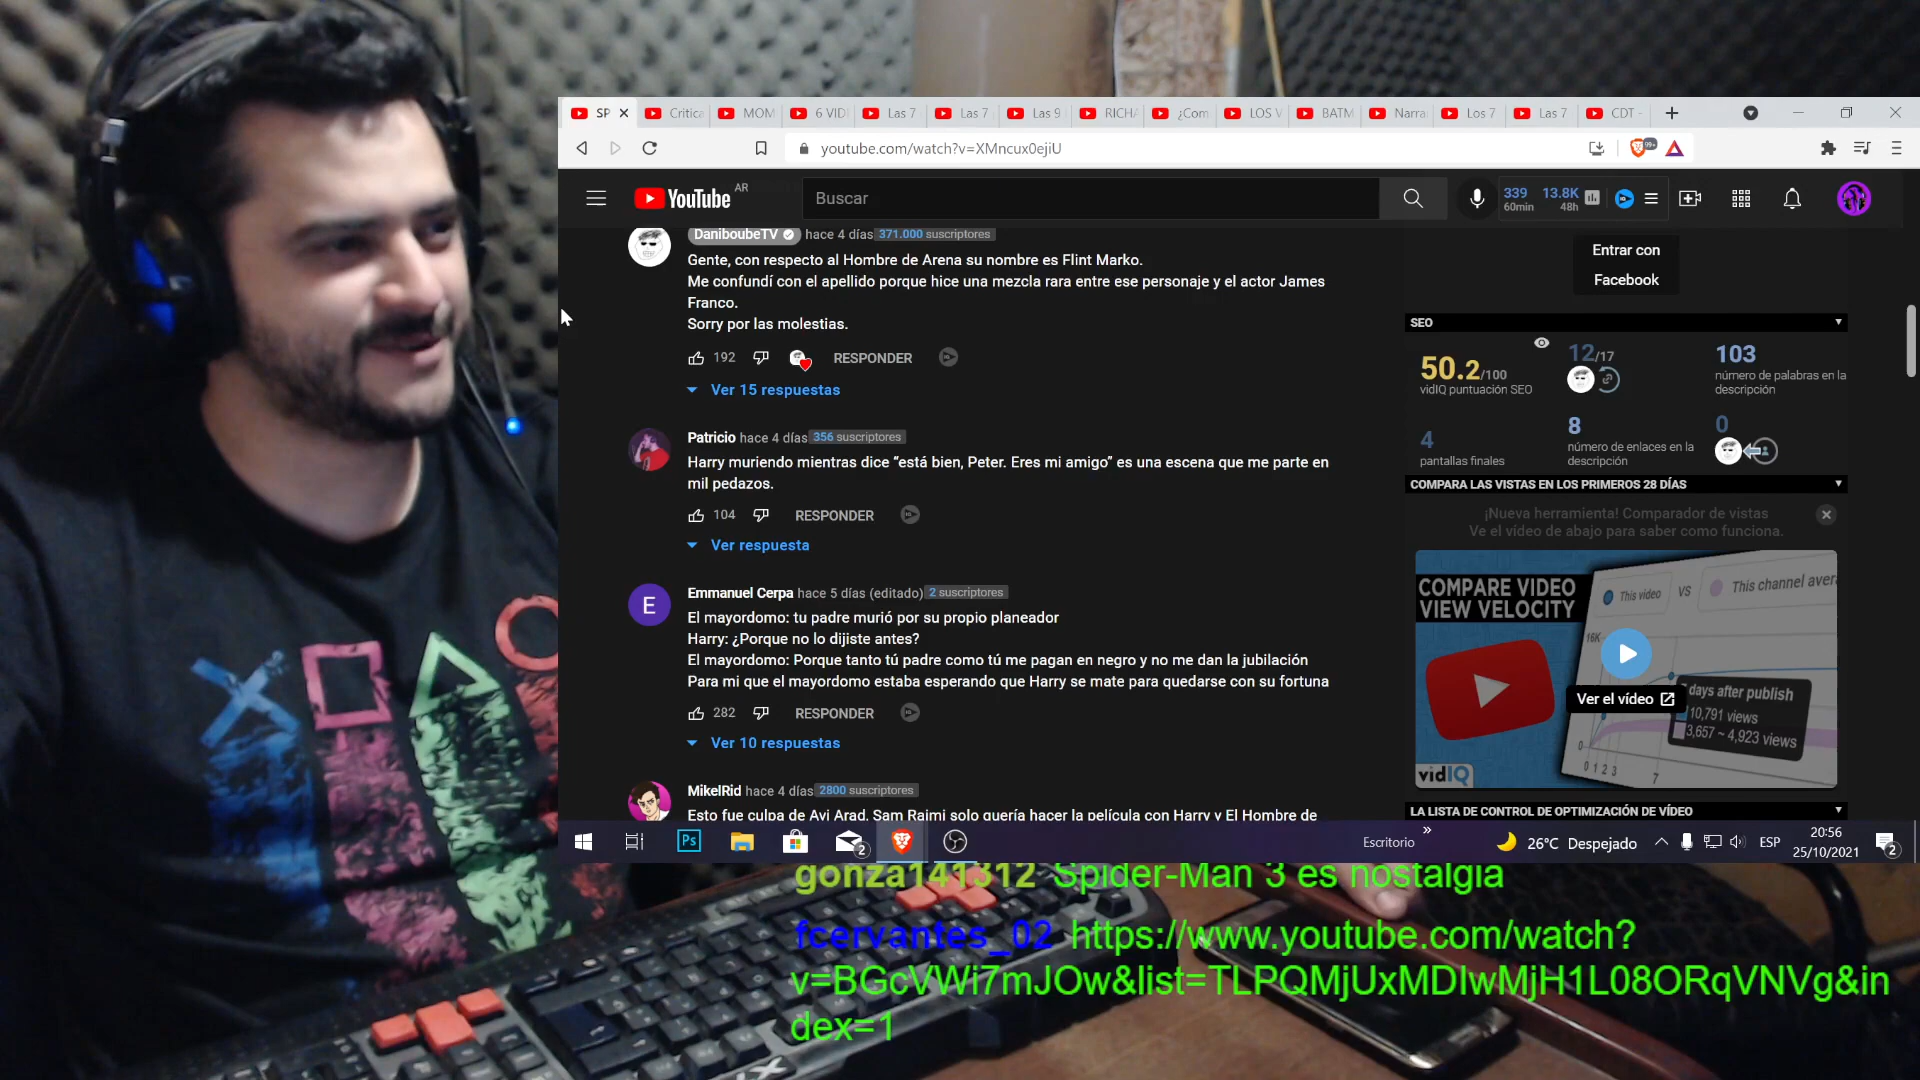 SP
Critica
MOM
6 VIDI
Las 7
Las 7
Las 9
RICHA
¿Com
LOS V
BATM
Narra
Los 7
Las 7
CDT -
youtube.com/watch?v=XMncux0ejiU
99+
YouTube AR
Buscar
339 13.8K
60min 48h
DaniboubeTV hace 4 días 371.000 suscriptores
Gente, con respecto al Hombre de Arena su nombre es Flint Marko.
Me confundí con el apellido porque hice una mezcla rara entre ese personaje y el actor James
Franco.
Sorry por las molestias.
192 RESPONDER
Ver 15 respuestas
Patricio hace 4 días 356 suscriptores
Harry muriendo mientras dice “está bien, Peter. Eres mi amigo” es una escena que me parte en
mil pedazos.
104 RESPONDER
Ver respuesta
E
Emmanuel Cerpa hace 5 días (editado) 2 suscriptores
El mayordomo: tu padre murió por su propio planeador
Harry: ¿Porque no lo dijiste antes?
El mayordomo: Porque tanto tú padre como tú me pagan en negro y no me dan la jubilación
Para mi que el mayordomo estaba esperando que Harry se mate para quedarse con su fortuna
282 RESPONDER
Ver 10 respuestas
MikelRid hace 4 días 2800 suscriptores
Esto fue culpa de Avi Arad, Sam Raimi solo quería hacer la película con Harry y El Hombre de
Entrar con
Facebook
SEO
50.2/100
vidIQ puntuación SEO
12/17
103
número de palabras en la
descripción
4
pantallas finales
8
número de enlaces en la
descripción
0
COMPARA LAS VISTAS EN LOS PRIMEROS 28 DÍAS
¡Nueva herramienta! Comparador de vistas
Ve el vídeo de abajo para saber como funciona.
COMPARE VIDEO
VIEW VELOCITY
This video VS This channel aver
16K
Ver el vídeo
days after publish
10,791 views
3,657 ~ 4,923 views
0
0 1 2 3 7
vidIQ
LA LISTA DE CONTROL DE OPTIMIZACIÓN DE VÍDEO
Ps
2
Escritorio
»
26°C Despejado
ESP
20:56
25/10/2021
2
gonza141312 Spider-Man 3 es nostalgia
fcervantes_02 https://www.youtube.com/watch?
v=BGcVWi7mJOw&list=TLPQMjUxMDIwMjH1L08ORqVNVg&in
dex=1